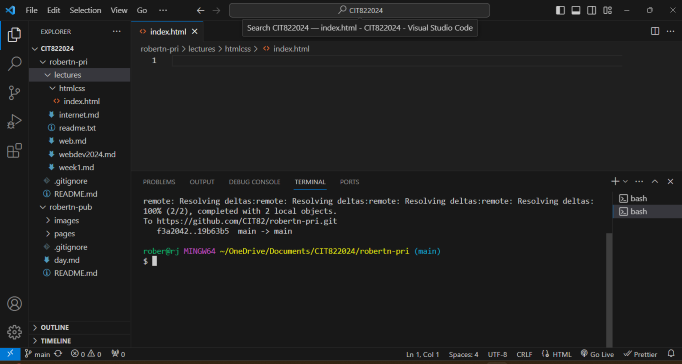 File Edit Selection View Go ··· CIT822024
Search CIT822024 — index.html - CIT822024 - Visual Studio Code
EXPLORER ···
CIT822024
robertn-pri
lectures
htmlcss
index.html
internet.md
readme.txt
web.md
webdev2024.md
week1.md
.gitignore
README.md
robertn-pub
images
pages
.gitignore
day.md
README.md
OUTLINE
TIMELINE
index.html
robertn-pri > lectures > htmlcss > index.html
1
PROBLEMS OUTPUT DEBUG CONSOLE TERMINAL PORTS
remote: Resolving deltas:remote: Resolving deltas:remote: Resolving deltas:remote: Resolving deltas:
100% (2/2), completed with 2 local objects.
To https://github.com/CIT82/robertn-pri.git
f3a2042..19b63b5 main -> main
rober@rj MINGW64 ~/OneDrive/Documents/CIT822024/robertn-pri (main)
$
bash
bash
main 0 0 0 Ln 1, Col 1 Spaces: 4 UTF-8 CRLF HTML Go Live Prettier